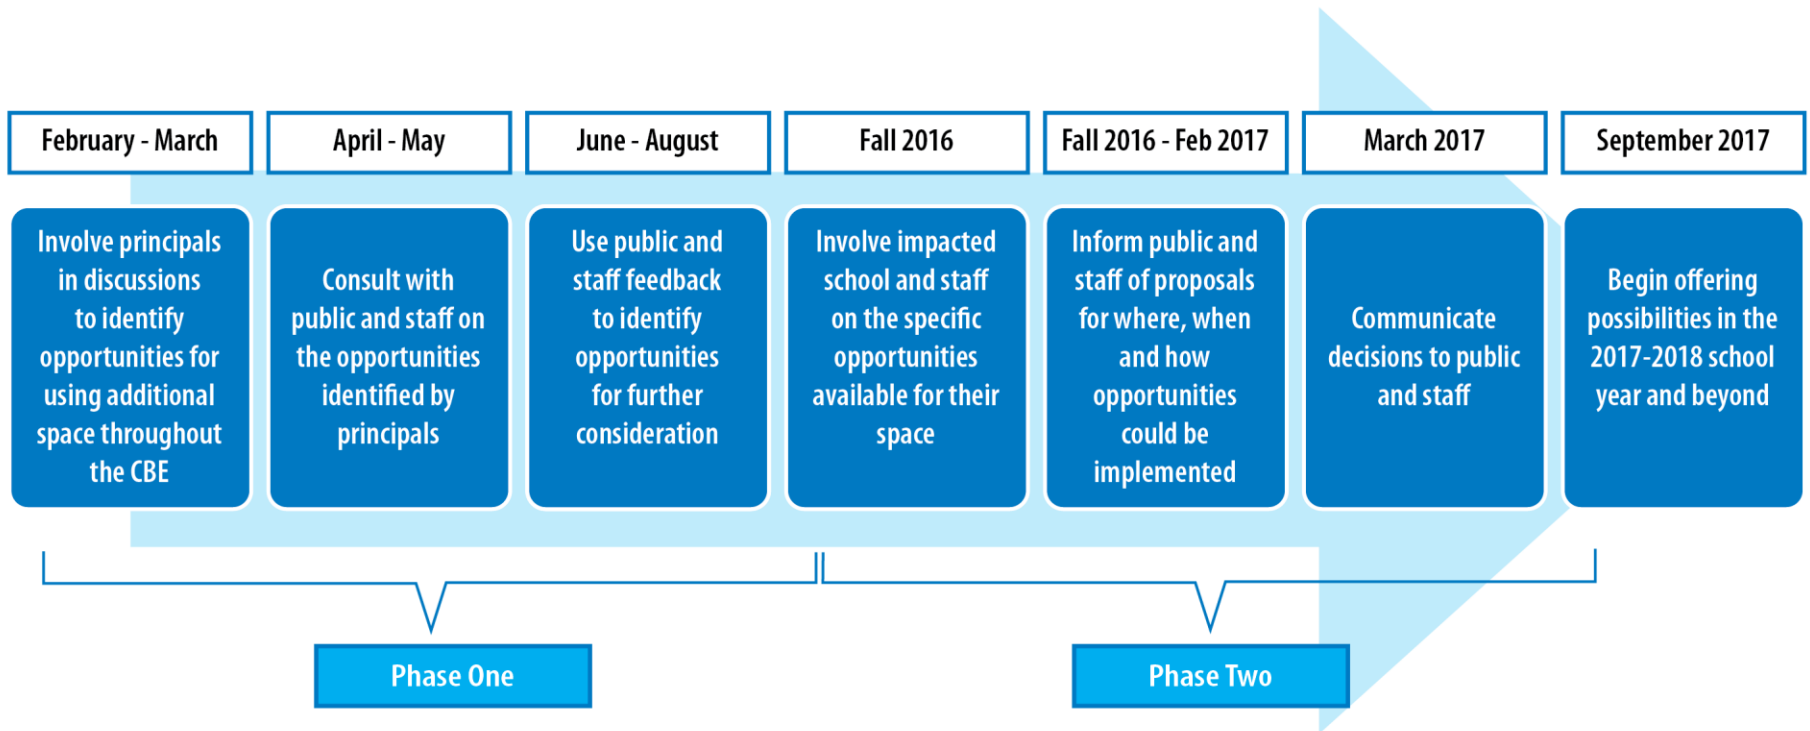 February - March
Involve principals
in discussions
to identify
opportunities for
using additional
space throughout
the CBE
April - May
Consult with
public and staff on
the opportunities
identified by
principals
June - August
Use public and
staff feedback
to identify
opportunities
for further
consideration
Fall 2016
Involve impacted
school and staff
on the specific
opportunities
available for their
space
Fall 2016 - Feb 2017
Inform public and
staff of proposals
for where, when
and how
opportunities
could be
implemented
March 2017
Communicate
decisions to public
and staff
September 2017
Begin offering
possibilities in the
2017-2018 school
year and beyond
Phase One
Phase Two